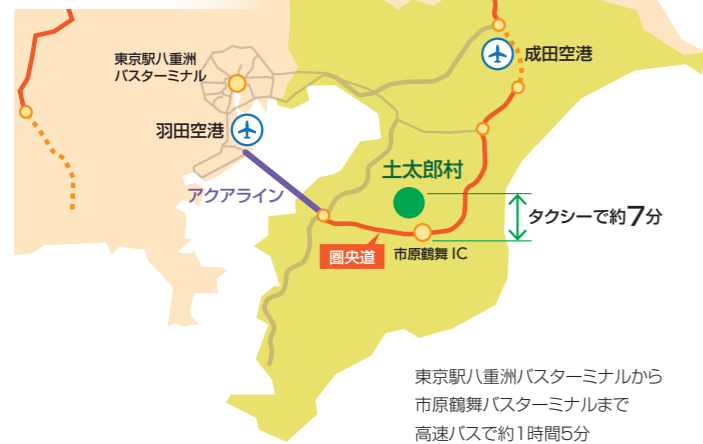 東京駅八重洲
バスターミナル
成田空港
羽田空港
土太郎村
アクアライン
タクシーで約7分
圏央道
市原鶴舞 IC
東京駅八重洲バスターミナルから
市原鶴舞バスターミナルまで
高速バスで約1時間5分